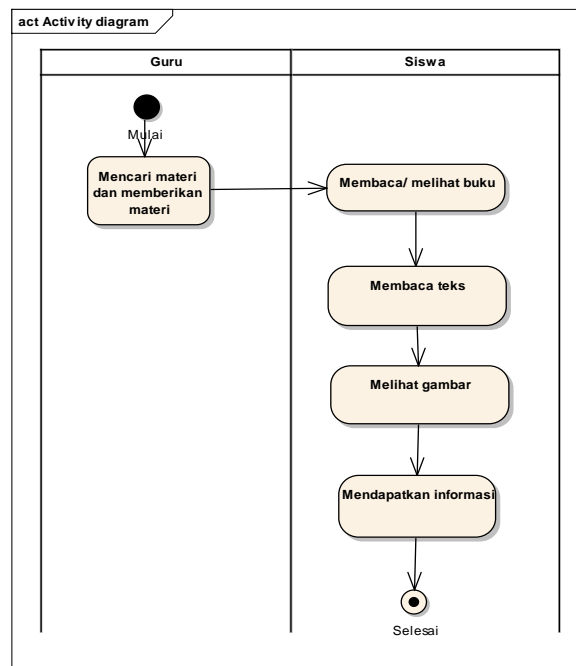 act Activity diagram
Guru
Siswa
Mulai
Mencari materi
dan memberikan
materi
Membaca/ melihat buku
Membaca teks
Melihat gambar
Mendapatkan informasi
Selesai